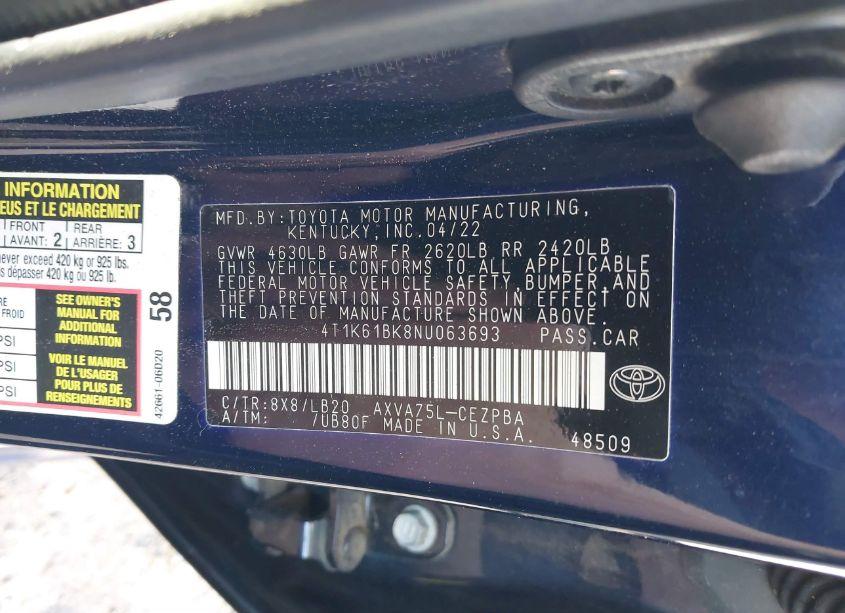 INFORMATION
EUS ET LE CHARGEMENT
FRONT
AVANT: 2
REAR
ARRIÈRE: 3
never exceed 420 kg or 925 lbs.
s dépasser 420 kg ou 925 lb.
RE
FROID
PSI
PSI
PSI
SEE OWNER'S
MANUAL FOR
ADDITIONAL
INFORMATION
VOIR LE MANUEL
DE L'USAGER
POUR PLUS DE
RENSEIGNEMENTS
58
42661-06D20
MFD.BY:TOYOTA MOTOR MANUFACTURING,
KENTUCKY,INC.04/22
GVWR 4630LB GAWR FR 2620LB RR 2420LB
THIS VEHICLE CONFORMS TO ALL APPLICABLE
FEDERAL MOTOR VEHICLE SAFETY, BUMPER,AND
THEFT PREVENTION STANDARDS IN EFFECT ON
THE DATE OF MANUFACTURE SHOWN ABOVE.
4T1K61BK8NU063693 PASS.CAR
C/TR:8X8/LB20 AXVA75L-CEZPBA
A/TM: /UB80F MADE IN U.S.A. 48509